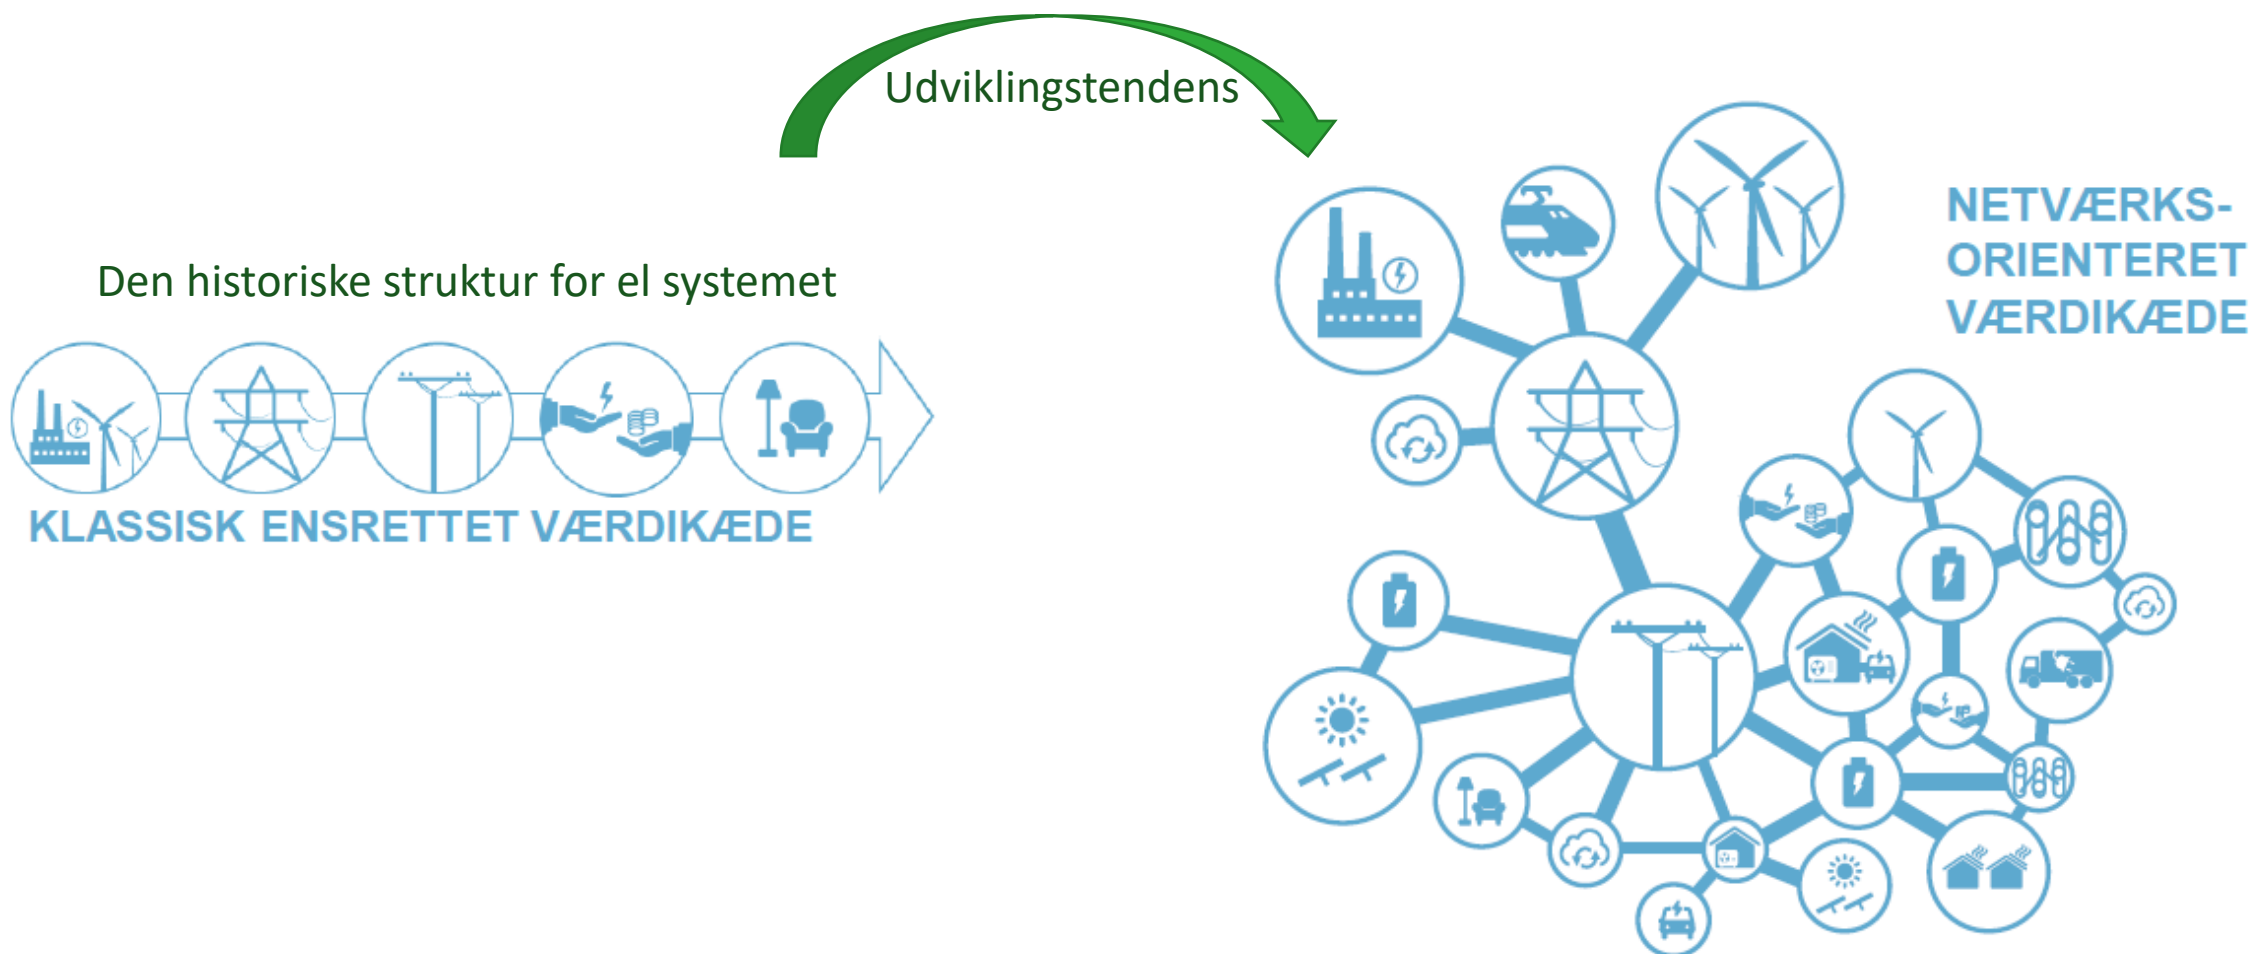 Udviklingstendens
Den historiske struktur for el systemet
KLASSISK ENSRETTET VÆRDIKÆDE
NETVÆRKS-
ORIENTERET
VÆRDIKÆDE